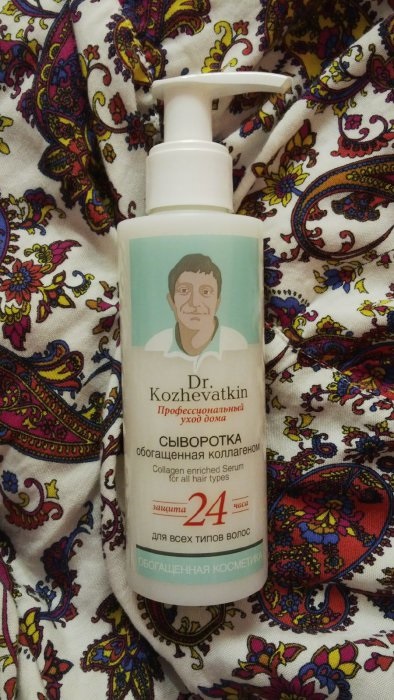 Dr.
Kozhevatkin
Профессиональный
уход дома
СЫВОРОТКА
обогащенная коллагеном
Collagen enriched Serum
for all hair types
защита 24 часа
для всех типов волос
ОБОГАЩЕННАЯ КОСМЕТИКА